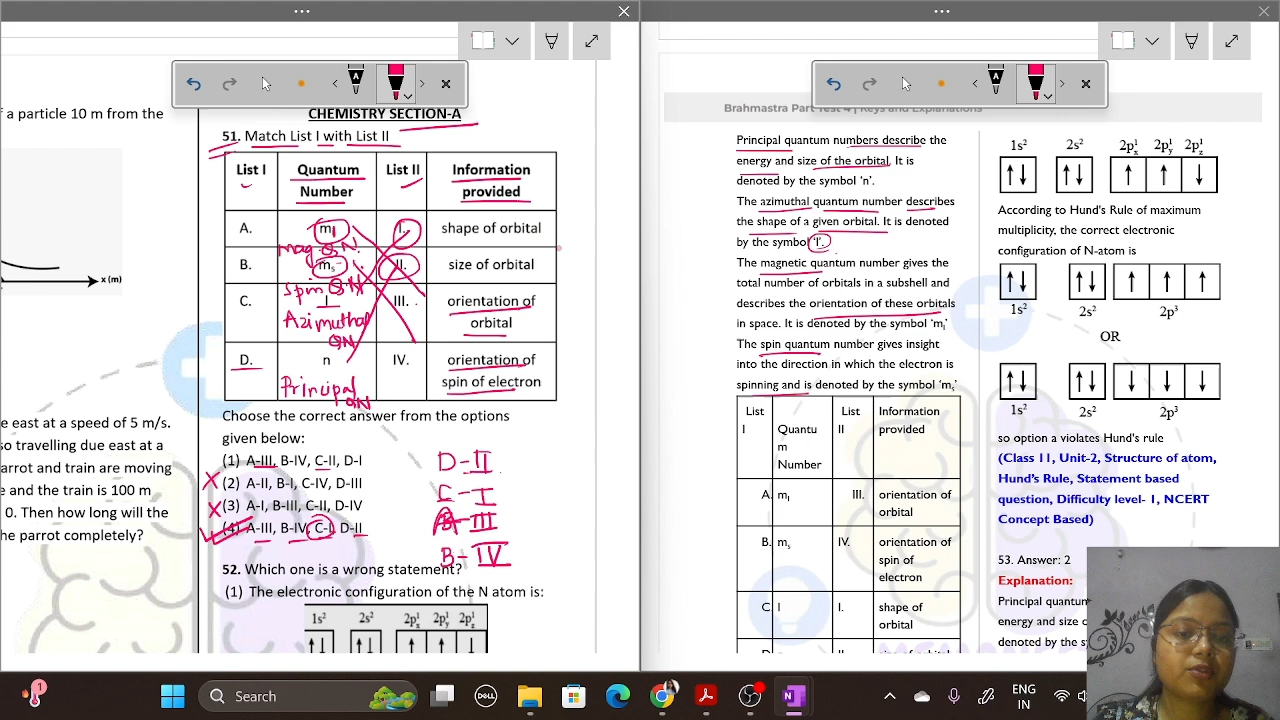 f a particle 10 m from the
x (m)
e east at a speed of 5 m/s.
so travelling due east at a
arrot and train are moving
e and the train is 100 m
0. Then how long will the
he parrot completely?
CHEMISTRY SECTION-A
51. Match List I with List II
List I Quantum Number List II Information provided
A. ml I. shape of orbital
mag. Q N.
B. ms II. size of orbital
Spin Q N
C. l III. orientation of orbital
Azimuthal QN
D. n IV. orientation of spin of electron
Principal QN
Choose the correct answer from the options
given below:
(1) A-III, B-IV, C-II, D-I
(2) A-II, B-I, C-IV, D-III
(3) A-I, B-III, C-II, D-IV
(4) A-III, B-IV, C-I, D-II
D-II
C-I
A-III
B-IV
52. Which one is a wrong statement?
(1) The electronic configuration of the N atom is:
1s² 2s² 2p¹x 2p¹y 2p¹z
Brahmastra Part Test 4 | Keys and Explanations
Principal quantum numbers describe the
energy and size of the orbital. It is
denoted by the symbol ‘n’.
The azimuthal quantum number describes
the shape of a given orbital. It is denoted
by the symbol ‘l’.
The magnetic quantum number gives the
total number of orbitals in a subshell and
describes the orientation of these orbitals
in space. It is denoted by the symbol ‘ml’
The spin quantum number gives insight
into the direction in which the electron is
spinning and is denoted by the symbol ‘ms’
List I Quantu m Number List II Information provided
A. ml III. orientation of orbital
B. ms IV. orientation of spin of electron
C. l I. shape of orbital
1s² 2s² 2p¹x 2p¹y 2p¹z
According to Hund's Rule of maximum
multiplicity, the correct electronic
configuration of N-atom is
1s² 2s² 2p³
OR
1s² 2s² 2p³
so option a violates Hund's rule
(Class 11, Unit-2, Structure of atom,
Hund's Rule, Statement based
question, Difficulty level- 1, NCERT
Concept Based)
53. Answer: 2
Explanation:
Principal quantum
energy and size o
denoted by the sy
1
Search
DELL
ENG
IN